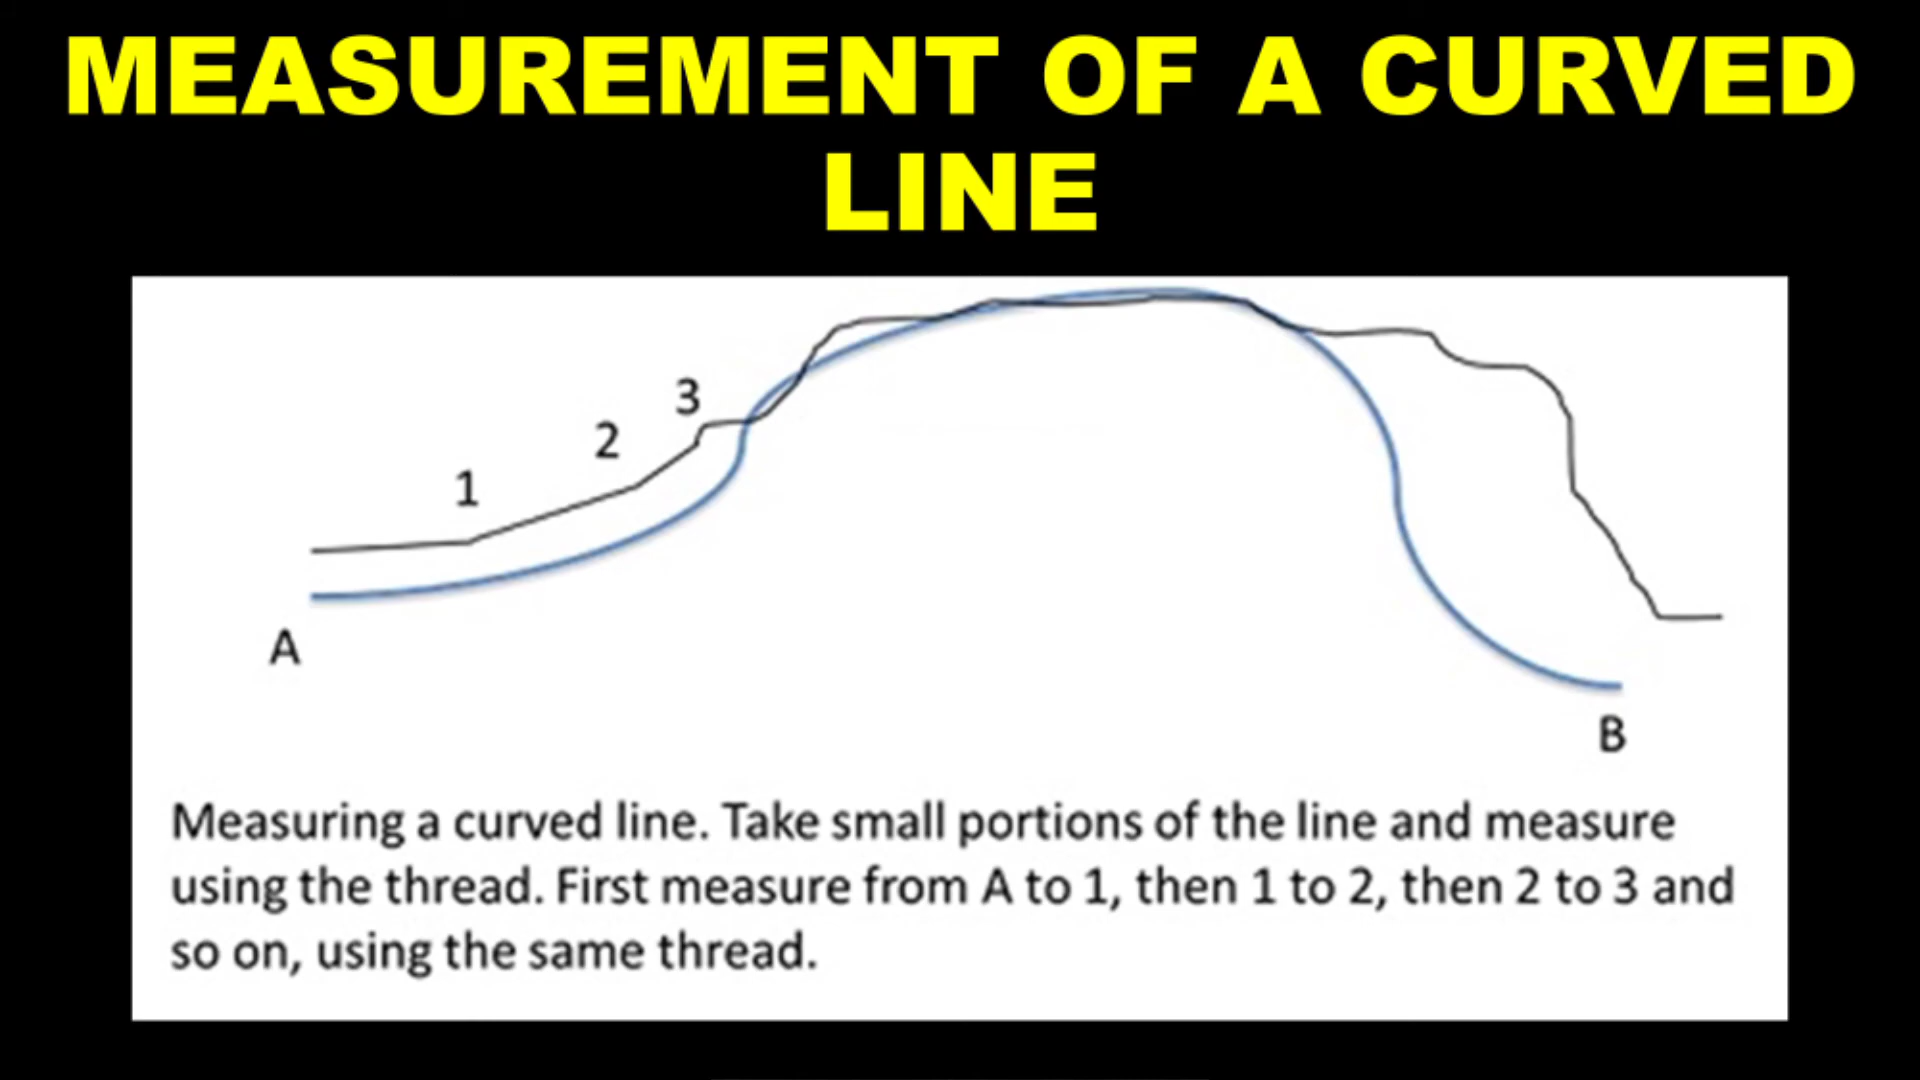 MEASUREMENT OF A CURVED
LINE
3
2
1
A
B
Measuring a curved line. Take small portions of the line and measure
using the thread. First measure from A to 1, then 1 to 2, then 2 to 3 and
so on, using the same thread.